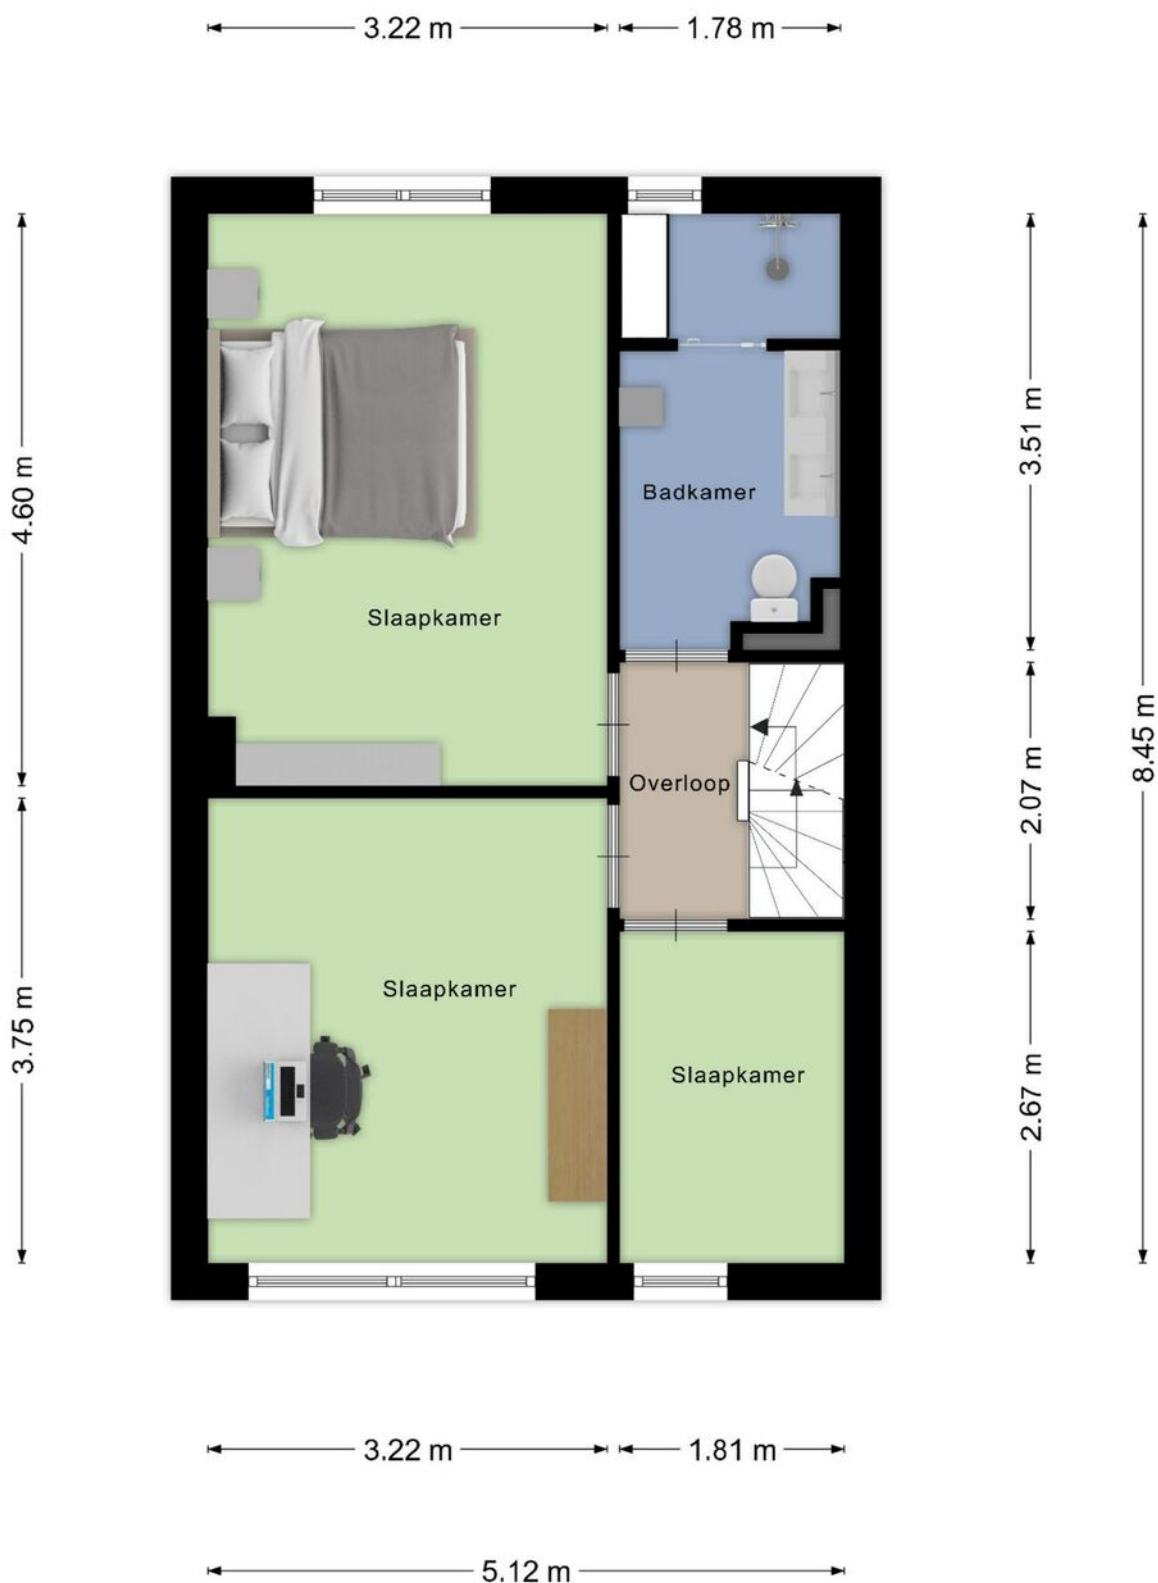 3.22 m
1.78 m
4.60 m
3.51 m
8.45 m
Badkamer
Slaapkamer
2.07 m
Overloop
3.75 m
Slaapkamer
Slaapkamer
2.67 m
3.22 m
1.81 m
5.12 m